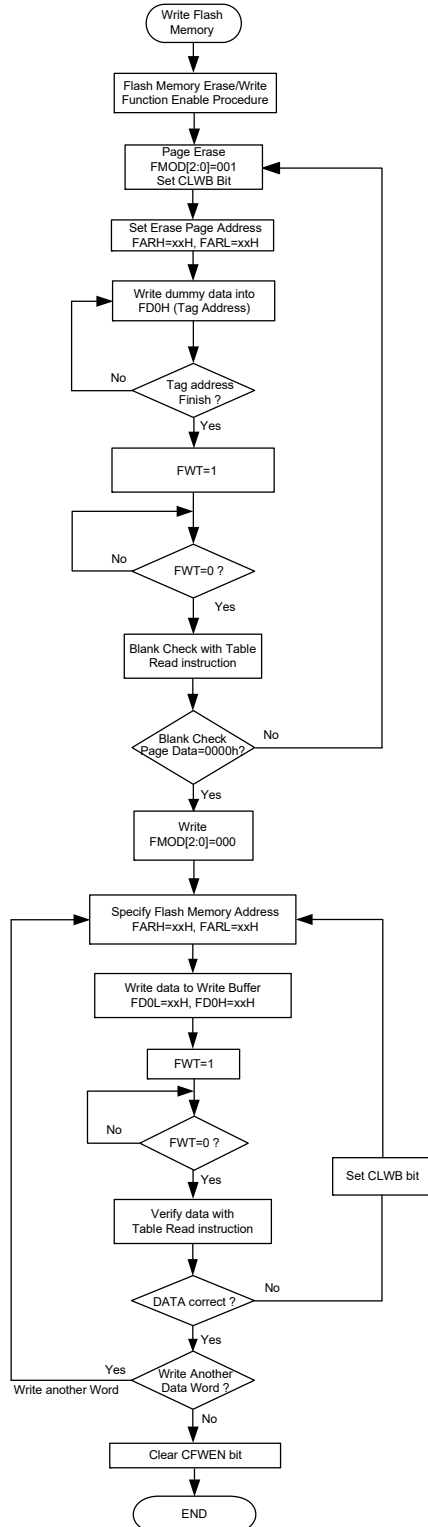 Write Flash
Memory
Flash Memory Erase/Write
Function Enable Procedure
Page Erase
FMOD[2:0]=001
Set CLWB Bit
Set Erase Page Address
FARH=xxH, FARL=xxH
Write dummy data into
FD0H (Tag Address)
No
Tag address
Finish ?
Yes
FWT=1
No
FWT=0 ?
Yes
Blank Check with Table
Read instruction
Blank Check
Page Data=0000h?
No
Yes
Write
FMOD[2:0]=000
Specify Flash Memory Address
FARH=xxH, FARL=xxH
Write data to Write Buffer
FD0L=xxH, FD0H=xxH
FWT=1
No
FWT=0 ?
Yes
Set CLWB bit
Verify data with
Table Read instruction
DATA correct ?
No
Yes
Yes
Write another Word
Write Another
Data Word ?
No
Clear CFWEN bit
END